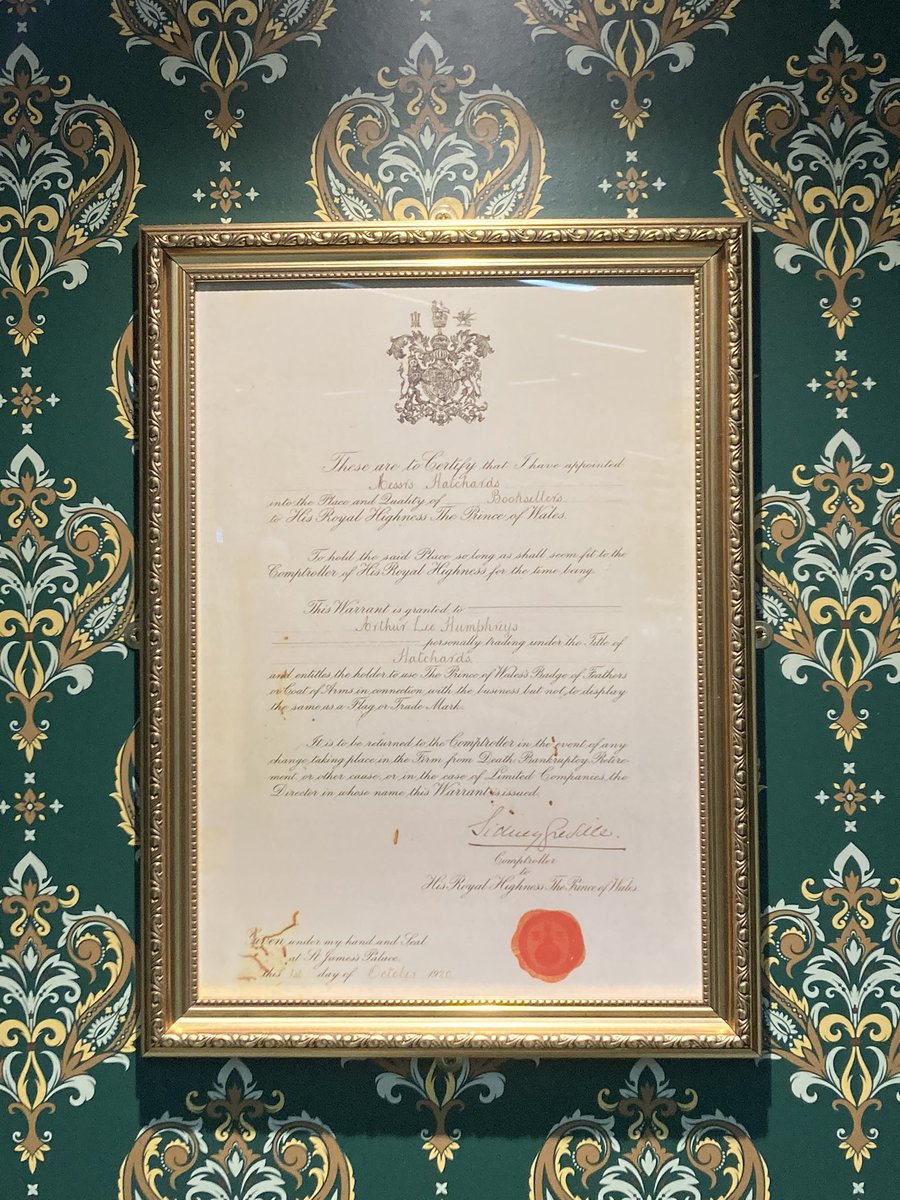 These are to Certify that I have appointed
Messrs Hatchards
into the Place and Quality of Booksellers
to His Royal Highness The Prince of Wales.
To hold the said Place so long as shall seem fit to the
Comptroller of His Royal Highness for the time being.
This Warrant is granted to
Arthur Lee Humphreys
personally trading under the Title of
Hatchards
and entitles the holder to use The Prince of Wales's Badge of Feathers
or Coat of Arms in connection with the business but not to display
the same as a Flag or Trade Mark.
It is to be returned to the Comptroller in the event of any
change taking place in the Firm from Death, Bankruptcy, Retire-
ment, or other cause, or in the case of Limited Companies, the
Director in whose name this Warrant is issued.
Sidney Greville.
Comptroller
to
His Royal Highness The Prince of Wales.
Given under my hand and Seal
at St James's Palace
this 1st day of October 1920